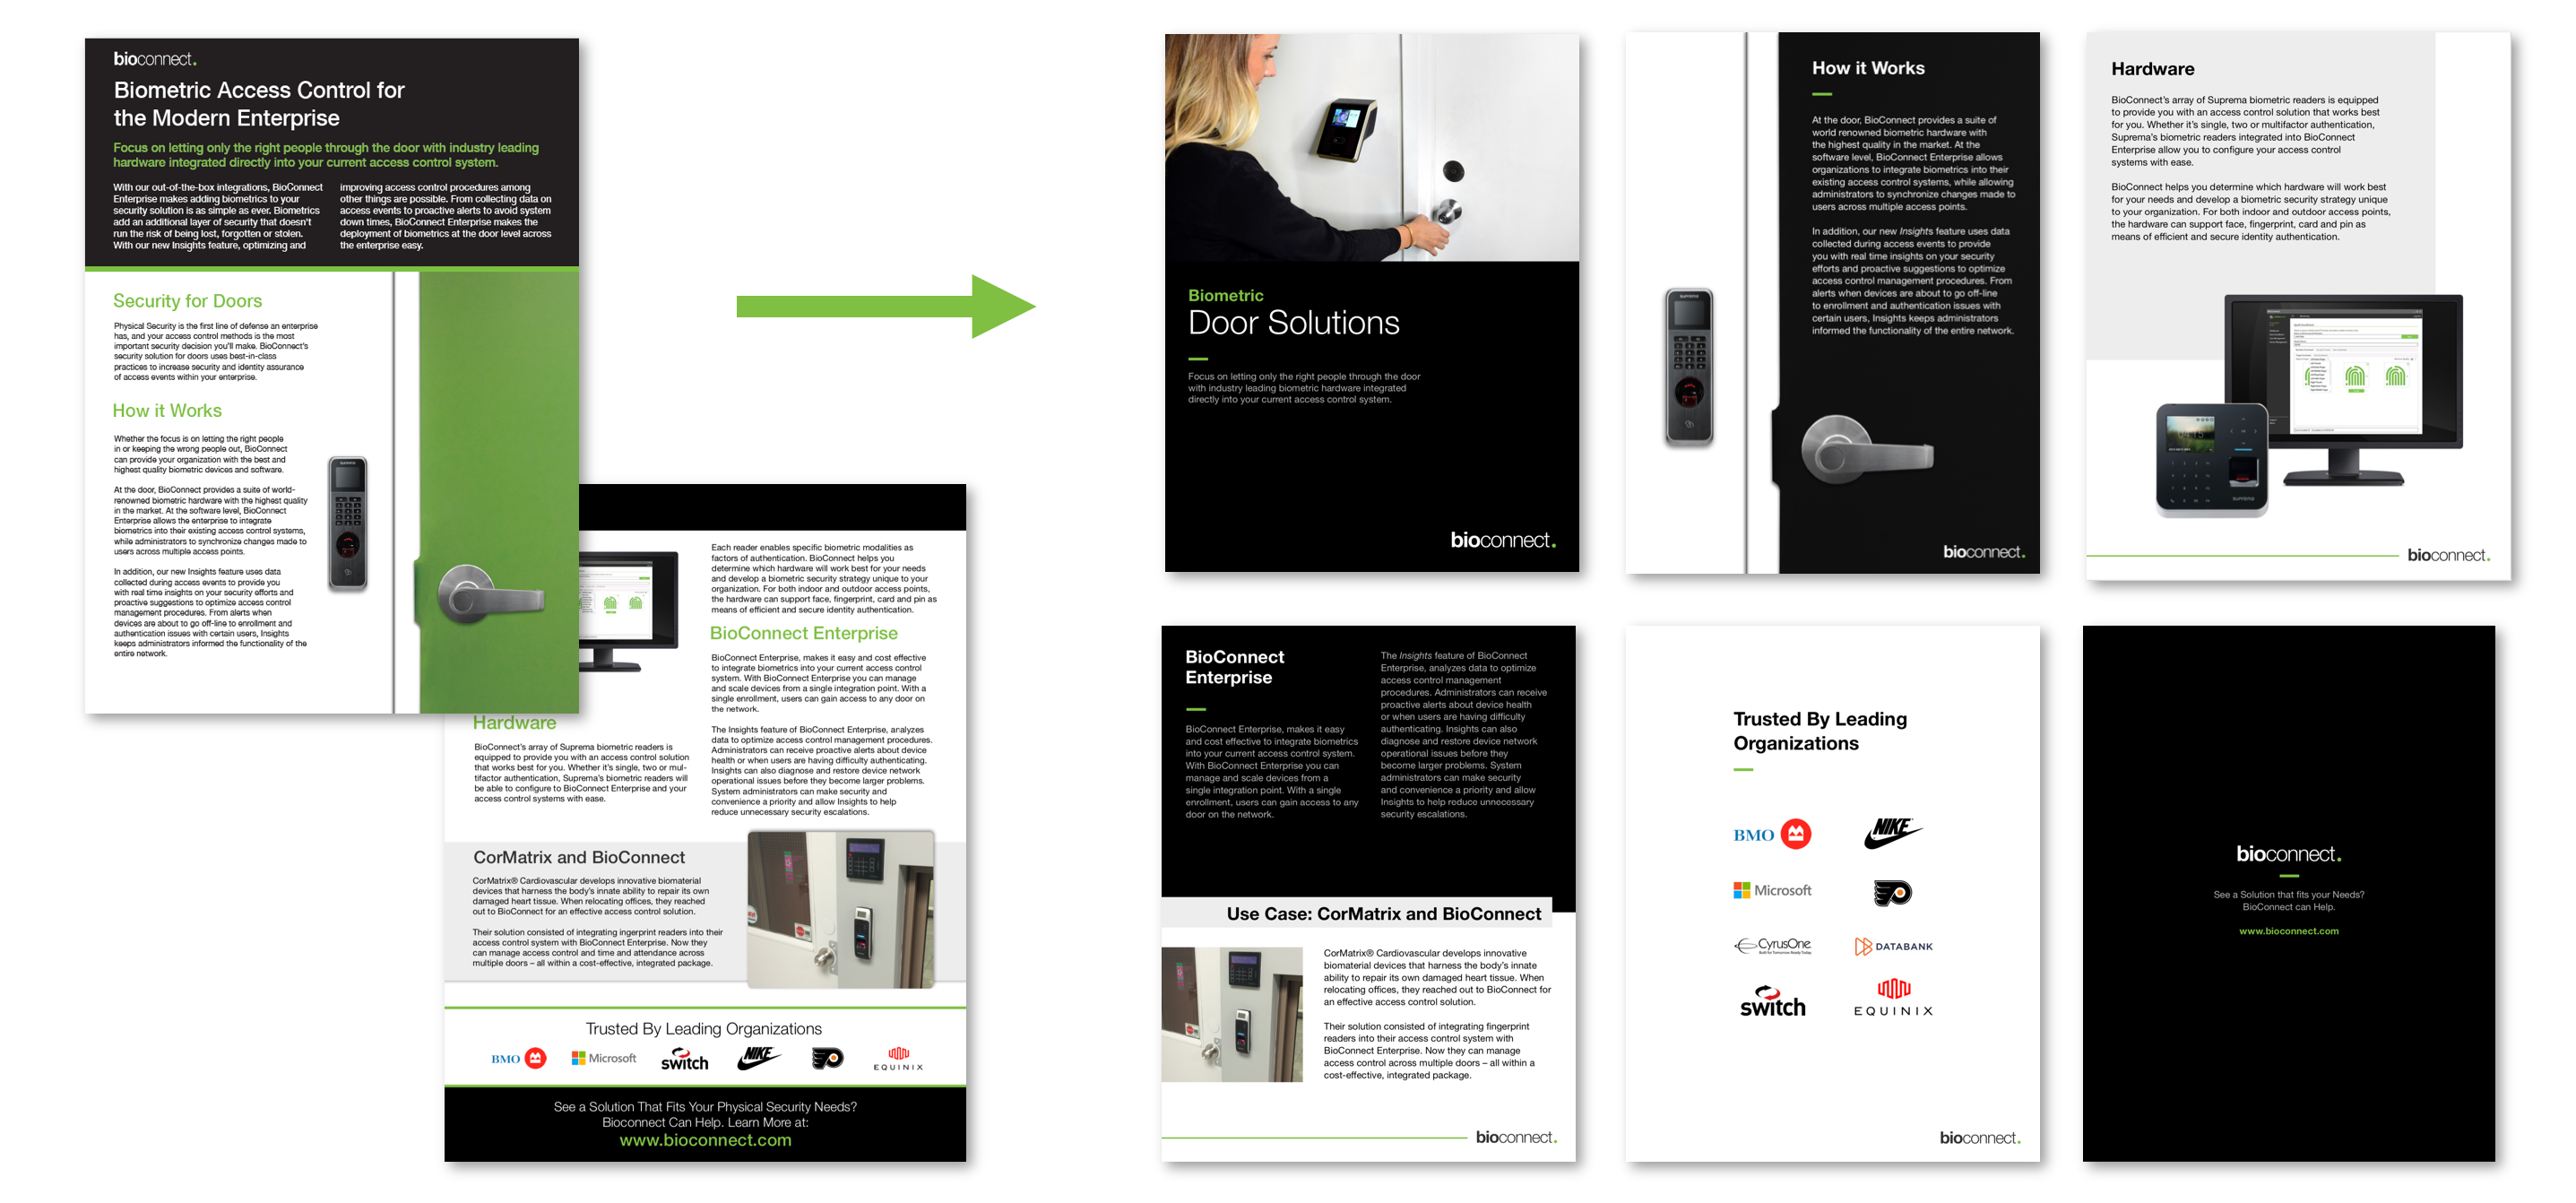 bioconnect.
Biometric Access Control for
the Modern Enterprise
Focus on letting only the right people through the door with industry leading
hardware integrated directly into your current access control system.
With our out-of-the-box integrations, BioConnect
Enterprise makes adding biometrics to your
security solution is as simple as ever. Biometrics
add an additional layer of security that doesn't
run the risk of being lost, forgotten or stolen.
With our new Insights feature, optimizing and
improving access control procedures among
other things are possible. From collecting data on
access events to proactive alerts to avoid system
down times, BioConnect Enterprise makes the
deployment of biometrics at the door level across
the enterprise easy.
Security for Doors
Physical Security is the first line of defense an enterprise
has, and your access control methods is the most
important security decision you'll make. BioConnect's
security solution for doors uses best-in-class
practices to increase security and identity assurance
of access events within your enterprise.
How it Works
Whether the focus is on letting the right people
in or keeping the wrong people out, BioConnect
can provide your organization with the best and
highest quality biometric devices and software.
At the door, BioConnect provides a suite of world-
renowned biometric hardware with the highest quality
in the market. At the software level, BioConnect
Enterprise allows the enterprise to integrate
biometrics into their existing access control systems,
while administrators to synchronize changes made to
users across multiple access points.
In addition, our new Insights feature uses data
collected during access events to provide you
with real time insights on your security efforts and
proactive suggestions to optimize access control
management procedures. From alerts when
devices are about to go off-line to enrollment and
authentication issues with certain users, Insights
keeps administrators informed the functionality of the
entire network.
Hardware
BioConnect's array of Suprema biometric readers is
equipped to provide you with an access control solution
that works best for you. Whether it's single, two or mul-
tifactor authentication, Suprema's biometric readers will
be able to configure to BioConnect Enterprise and your
access control systems with ease.
Each reader enables specific biometric modalities as
factors of authentication. BioConnect helps you
determine which hardware will work best for your needs
and develop a biometric security strategy unique to your
organization. For both indoor and outdoor access points,
the hardware can support face, fingerprint, card and pin as
means of efficient and secure identity authentication.
BioConnect Enterprise
BioConnect Enterprise, makes it easy and cost effective
to integrate biometrics into your current access control
system. With BioConnect Enterprise you can manage
and scale devices from a single integration point. With a
single enrollment, users can gain access to any door on
the network.
The Insights feature of BioConnect Enterprise, analyzes
data to optimize access control management procedures.
Administrators can receive proactive alerts about device
health or when users are having difficulty authenticating.
Insights can also diagnose and restore device network
operational issues before they become larger problems.
System administrators can make security and
convenience a priority and allow Insights to help
reduce unnecessary security escalations.
CorMatrix and BioConnect
CorMatrix® Cardiovascular develops innovative biomaterial
devices that harness the body's innate ability to repair its own
damaged heart tissue. When relocating offices, they reached
out to BioConnect for an effective access control solution.
Their solution consisted of integrating ingerprint readers into their
access control system with BioConnect Enterprise. Now they
can manage access control and time and attendance across
multiple doors – all within a cost-effective, integrated package.
Trusted By Leading Organizations
BMO
Microsoft
switch
NIKE
EQUINIX
See a Solution That Fits Your Physical Security Needs?
Bioconnect Can Help. Learn More at:
www.bioconnect.com
Biometric
Door Solutions
Focus on letting only the right people through the door
with industry leading biometric hardware integrated
directly into your current access control system.
bioconnect.
How it Works
At the door, BioConnect provides a suite of
world renowned biometric hardware with
the highest quality in the market. At the
software level, BioConnect Enterprise allows
organizations to integrate biometrics into their
existing access control systems, while allowing
administrators to synchronize changes made to
users across multiple access points.
In addition, our new Insights feature uses data
collected during access events to provide
you with real time insights on your security
efforts and proactive suggestions to optimize
access control management procedures. From
alerts when devices are about to go off-line
to enrollment and authentication issues with
certain users, Insights keeps administrators
informed the functionality of the entire network.
bioconnect.
Hardware
BioConnect's array of Suprema biometric readers is equipped
to provide you with an access control solution that works best
for you. Whether it's single, two or multifactor authentication,
Suprema's biometric readers integrated into BioConnect
Enterprise allow you to configure your access control
systems with ease.
BioConnect helps you determine which hardware will work best
for your needs and develop a biometric security strategy unique
to your organization. For both indoor and outdoor access points,
the hardware can support face, fingerprint, card and pin as
means of efficient and secure identity authentication.
suprema
bioconnect.
BioConnect
Enterprise
BioConnect Enterprise, makes it easy
and cost effective to integrate biometrics
into your current access control system.
With BioConnect Enterprise you can
manage and scale devices from a
single integration point. With a single
enrollment, users can gain access to any
door on the network.
The Insights feature of BioConnect
Enterprise, analyzes data to optimize
access control management
procedures. Administrators can receive
proactive alerts about device health
or when users are having difficulty
authenticating. Insights can also
diagnose and restore device network
operational issues before they
become larger problems. System
administrators can make security
and convenience a priority and allow
Insights to help reduce unnecessary
security escalations.
Use Case: CorMatrix and BioConnect
CorMatrix® Cardiovascular develops innovative
biomaterial devices that harness the body's innate
ability to repair its own damaged heart tissue. When
relocating offices, they reached out to BioConnect for
an effective access control solution.
Their solution consisted of integrating fingerprint
readers into their access control system with
BioConnect Enterprise. Now they can manage
access control across multiple doors – all within a
cost-effective, integrated package.
bioconnect.
Trusted By Leading
Organizations
BMO
NIKE
Microsoft
CyrusOne
DATABANK
switch
EQUINIX
bioconnect.
bioconnect.
See a Solution that fits your Needs?
BioConnect can Help.
www.bioconnect.com